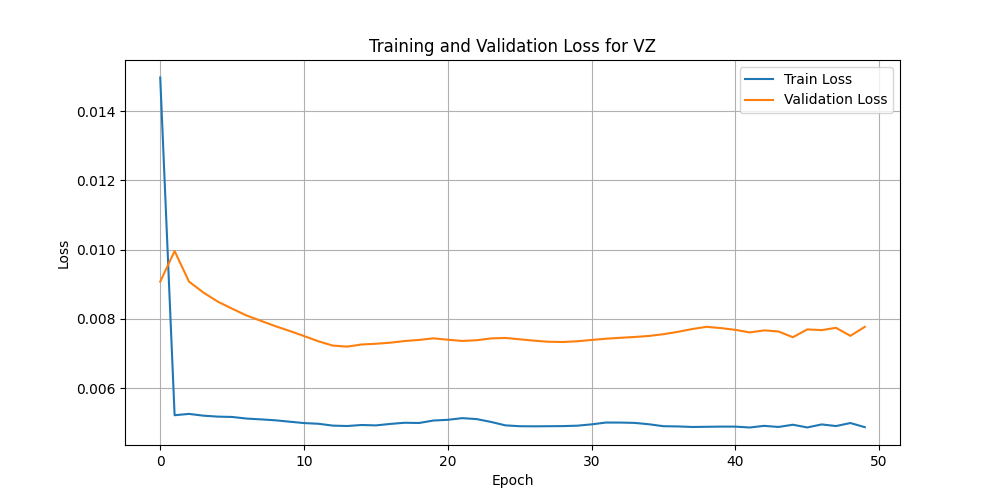 Training and Validation Loss for VZ
Train Loss
Validation Loss
0.014
0.012
0.010
0.008
0.006
Loss
0 10 20 30 40 50
Epoch